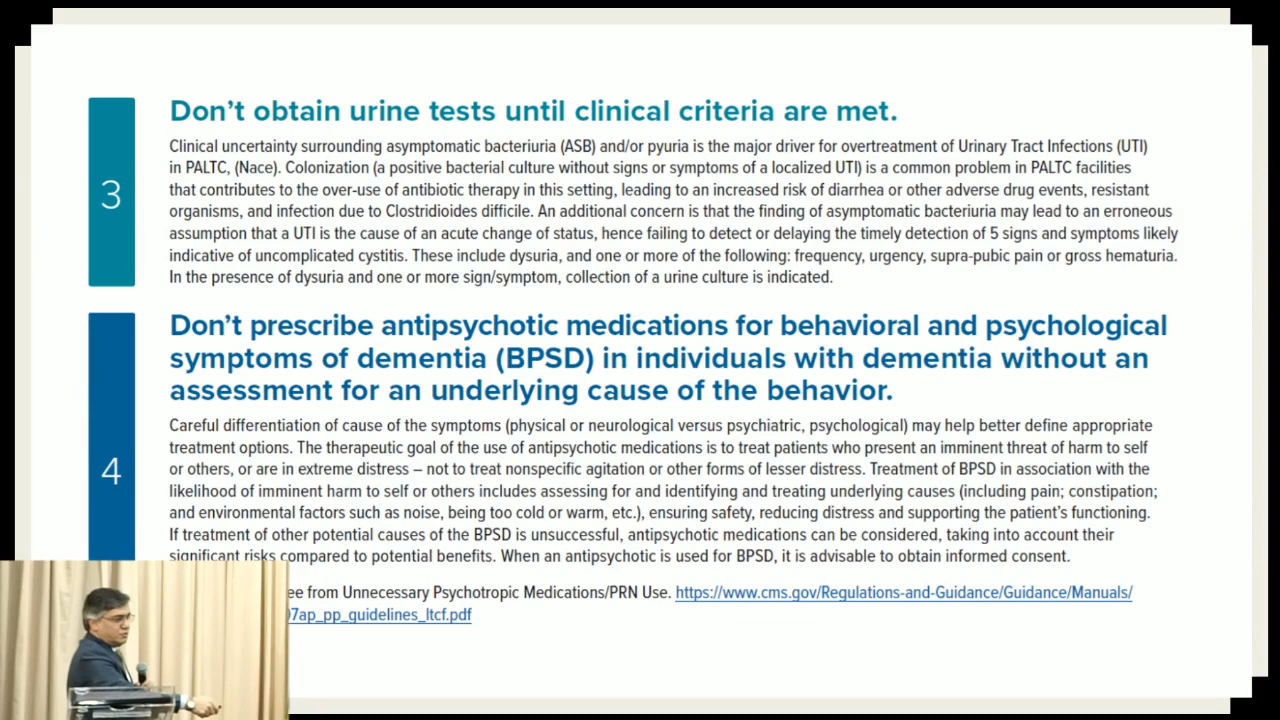 3
Don’t obtain urine tests until clinical criteria are met.
Clinical uncertainty surrounding asymptomatic bacteriuria (ASB) and/or pyuria is the major driver for overtreatment of Urinary Tract Infections (UTI)
in PALTC, (Nace). Colonization (a positive bacterial culture without signs or symptoms of a localized UTI) is a common problem in PALTC facilities
that contributes to the over-use of antibiotic therapy in this setting, leading to an increased risk of diarrhea or other adverse drug events, resistant
organisms, and infection due to Clostridioides difficile. An additional concern is that the finding of asymptomatic bacteriuria may lead to an erroneous
assumption that a UTI is the cause of an acute change of status, hence failing to detect or delaying the timely detection of 5 signs and symptoms likely
indicative of uncomplicated cystitis. These include dysuria, and one or more of the following: frequency, urgency, supra-pubic pain or gross hematuria.
In the presence of dysuria and one or more sign/symptom, collection of a urine culture is indicated.
4
Don’t prescribe antipsychotic medications for behavioral and psychological
symptoms of dementia (BPSD) in individuals with dementia without an
assessment for an underlying cause of the behavior.
Careful differentiation of cause of the symptoms (physical or neurological versus psychiatric, psychological) may help better define appropriate
treatment options. The therapeutic goal of the use of antipsychotic medications is to treat patients who present an imminent threat of harm to self
or others, or are in extreme distress – not to treat nonspecific agitation or other forms of lesser distress. Treatment of BPSD in association with the
likelihood of imminent harm to self or others includes assessing for and identifying and treating underlying causes (including pain; constipation;
and environmental factors such as noise, being too cold or warm, etc.), ensuring safety, reducing distress and supporting the patient’s functioning.
If treatment of other potential causes of the BPSD is unsuccessful, antipsychotic medications can be considered, taking into account their
significant risks compared to potential benefits. When an antipsychotic is used for BPSD, it is advisable to obtain informed consent.
ee from Unnecessary Psychotropic Medications/PRN Use. https://www.cms.gov/Regulations-and-Guidance/Guidance/Manuals/
7ap_pp_guidelines_ltcf.pdf